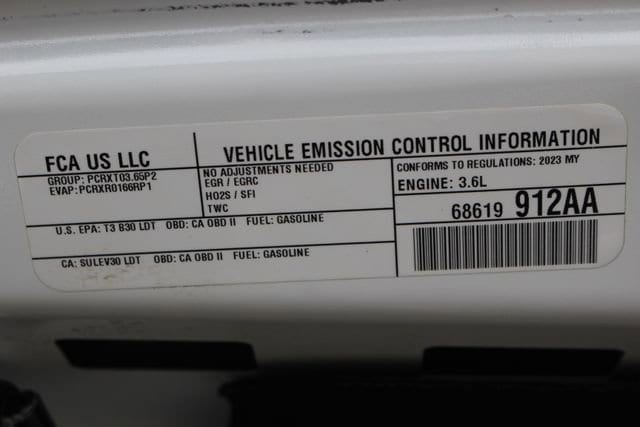 FCA US LLC
GROUP: PCRXT03.65P2
EVAP: PCRXR0166RP1
VEHICLE EMISSION CONTROL INFORMATION
NO ADJUSTMENTS NEEDED
EGR / EGRC
HO2S / SFI
TWC
CONFORMS TO REGULATIONS: 2023 MY
ENGINE: 3.6L
68619 912AA
U.S. EPA: T3 B30 LDT OBD: CA OBD II FUEL: GASOLINE
CA: SULEV30 LDT OBD: CA OBD II FUEL: GASOLINE